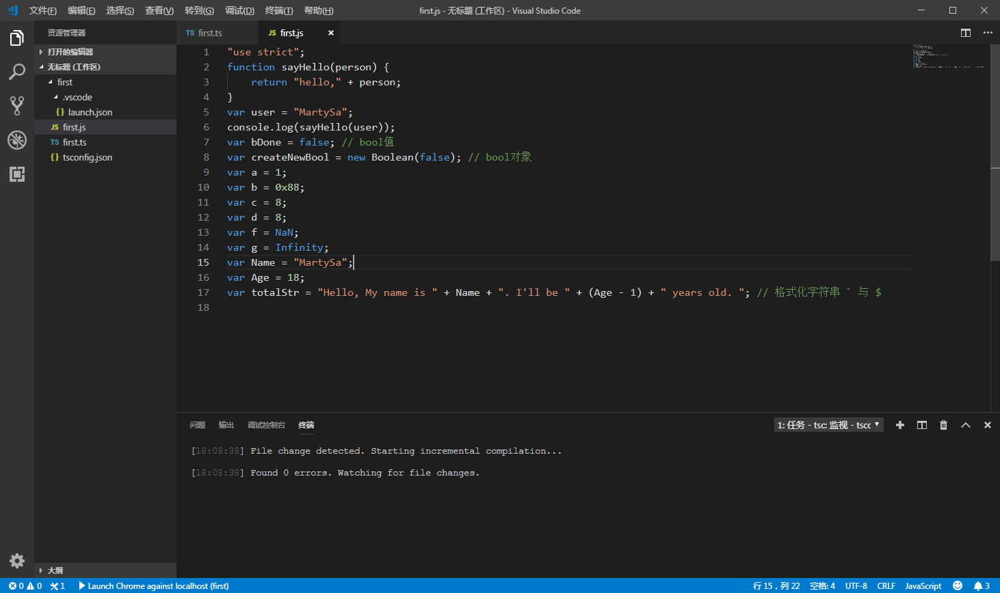 文件(F) 编辑(E) 选择(S) 查看(V) 转到(G) 调试(D) 终端(T) 帮助(H) first.js - 无标题 (工作区) - Visual Studio Code
资源管理器
打开的编辑器
无标题 (工作区)
first
.vscode
{} launch.json
JS first.js
TS first.ts
{} tsconfig.json
大纲
TS first.ts JS first.js
1 "use strict";
2 function sayHello(person) {
3     return "hello," + person;
4 }
5 var user = "MartySa";
6 console.log(sayHello(user));
7 var bDone = false; // bool值
8 var createNewBool = new Boolean(false); // bool对象
9 var a = 1;
10 var b = 0x88;
11 var c = 8;
12 var d = 8;
13 var f = NaN;
14 var g = Infinity;
15 var Name = "MartySa";
16 var Age = 18;
17 var totalStr = "Hello, My name is " + Name + ". I'll be " + (Age - 1) + " years old. "; // 格式化字符串 ` 与 $
18
问题 输出 调试控制台 终端 1: 任务 - tsc: 监视 - tscc
[18:08:38] File change detected. Starting incremental compilation...
[18:08:38] Found 0 errors. Watching for file changes.
0 0 1 Launch Chrome against localhost (first) 行 15，列 22 空格: 4 UTF-8 CRLF JavaScript 3